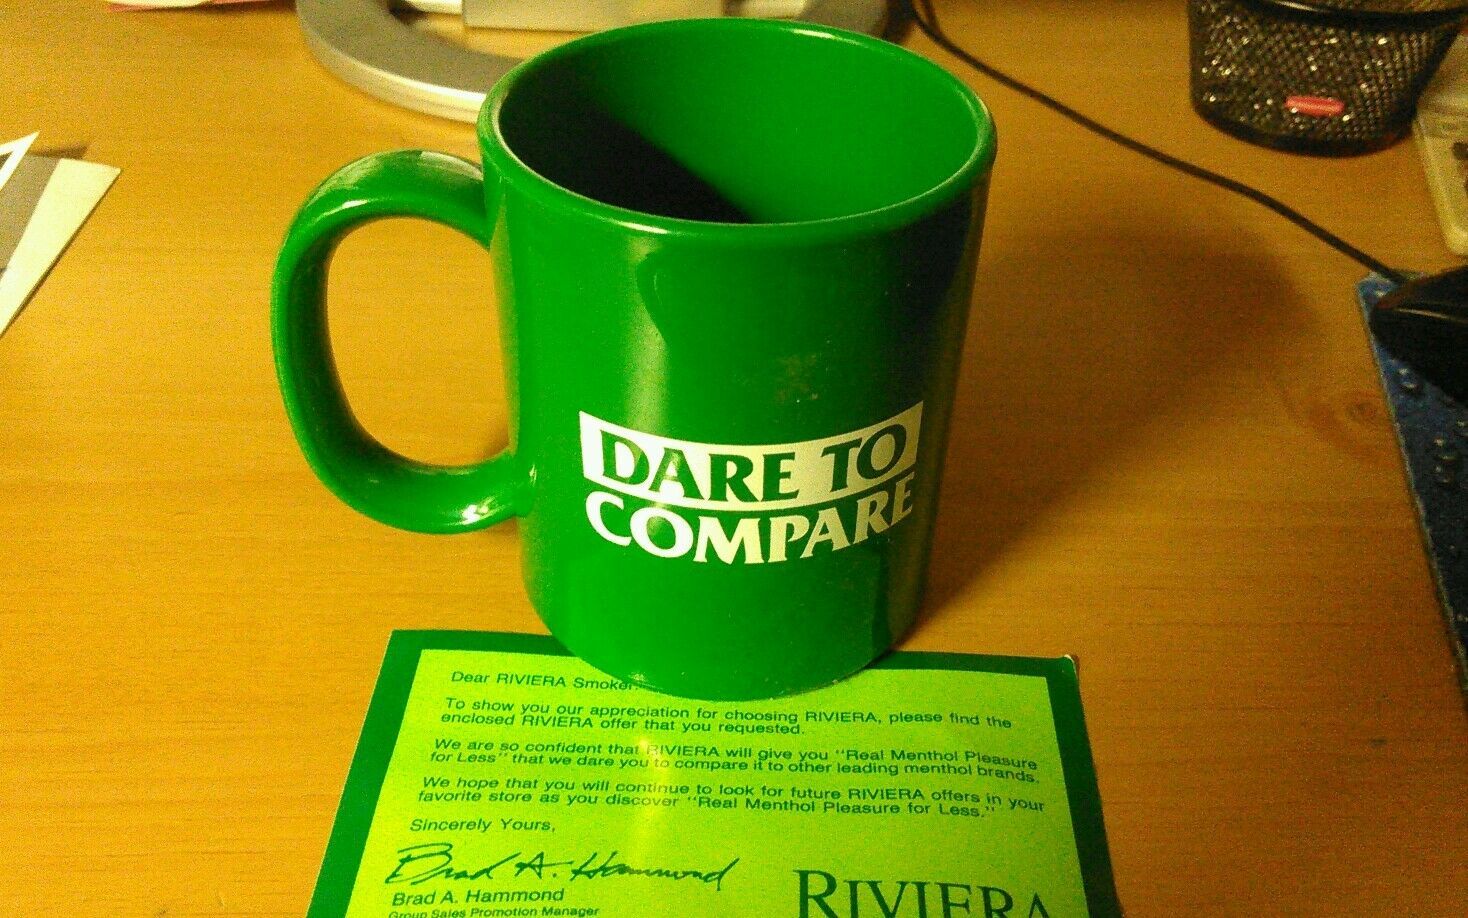 DARE TO
COMPARE
Dear RIVIERA Smoker:
To show you our appreciation for choosing RIVIERA, please find the
enclosed RIVIERA offer that you requested.
We are so confident that RIVIERA will give you "Real Menthol Pleasure
for Less" that we dare you to compare it to other leading menthol brands.
We hope that you will continue to look for future RIVIERA offers in your
favorite store as you discover "Real Menthol Pleasure for Less."
Sincerely Yours,
Brad A. Hammond
Brad A. Hammond
Group Sales Promotion Manager
RIVIERA